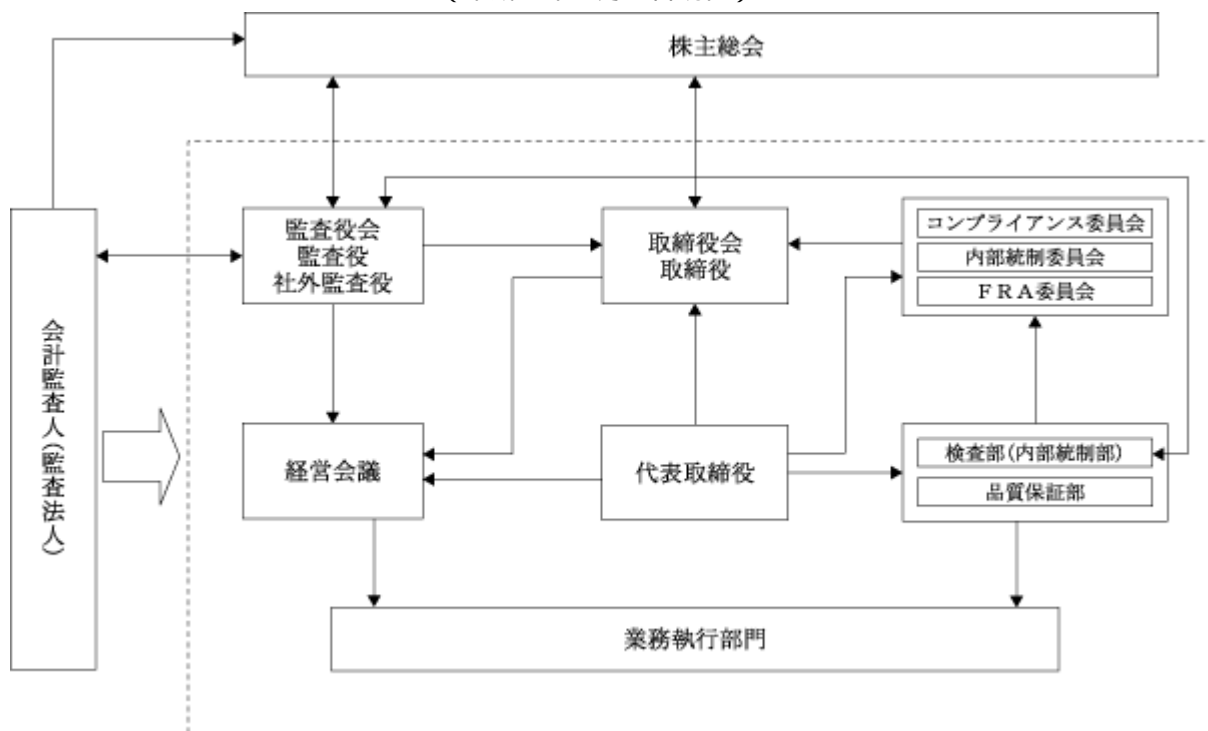 株主総会
監査役会
監査役
社外監査役
取締役会
取締役
コンプライアンス委員会
内部統制委員会
ＦＲＡ委員会
会計監査人(監査法人)
経営会議
代表取締役
検査部(内部統制部)
品質保証部
業務執行部門